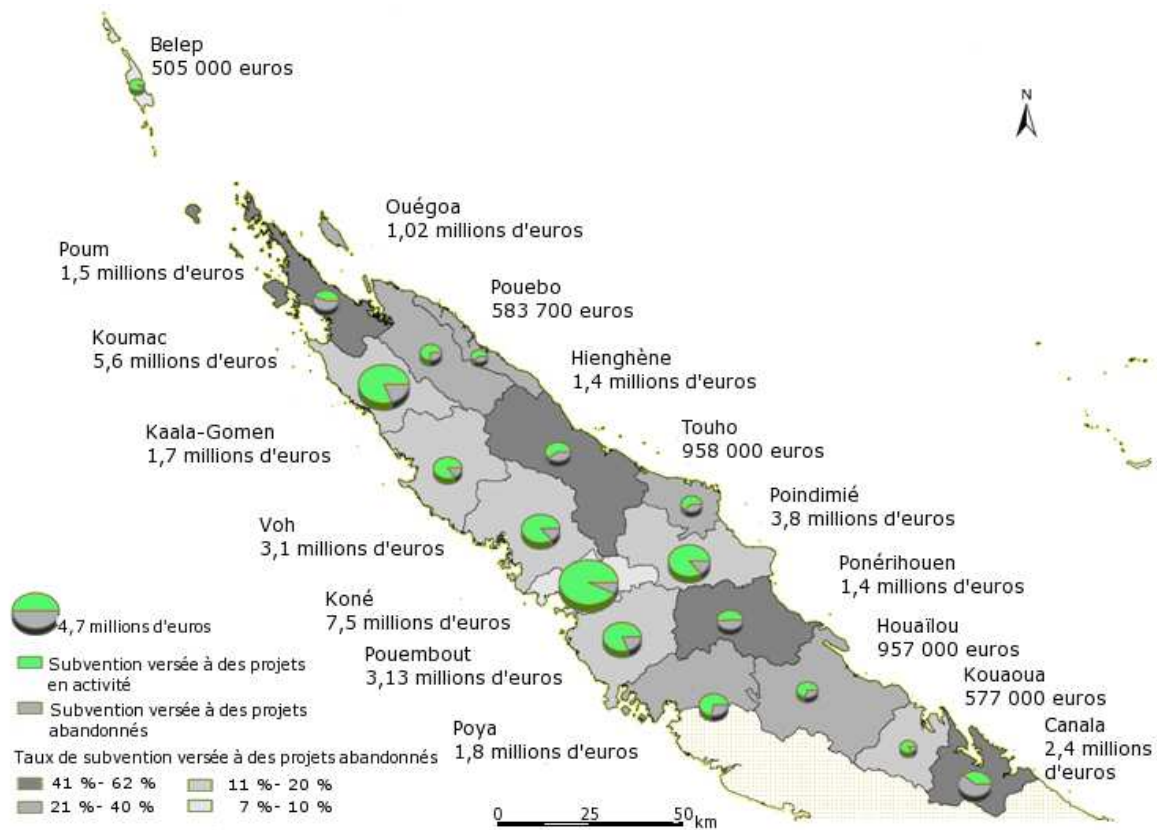 Belep
505 000 euros
N
Ouégoa
1,02 millions d'euros
Poum
1,5 millions d'euros
Pouebo
583 700 euros
Koumac
5,6 millions d'euros
Hienghène
1,4 millions d'euros
Kaala-Gomen
1,7 millions d'euros
Touho
958 000 euros
Poindimié
3,8 millions d'euros
Voh
3,1 millions d'euros
Ponérihouen
1,4 millions d'euros
Koné
7,5 millions d'euros
Houaïlou
957 000 euros
Pouembout
3,13 millions d'euros
Kouaoua
577 000 euros
Poya
1,8 millions d'euros
Canala
2,4 millions
d'euros
4,7 millions d'euros
Subvention versée à des projets
en activité
Subvention versée à des projets
abandonnés
Taux de subvention versée à des projets abandonnés
41 %- 62 % 11 %- 20 %
21 %- 40 % 7 %- 10 %
0 25 50 km